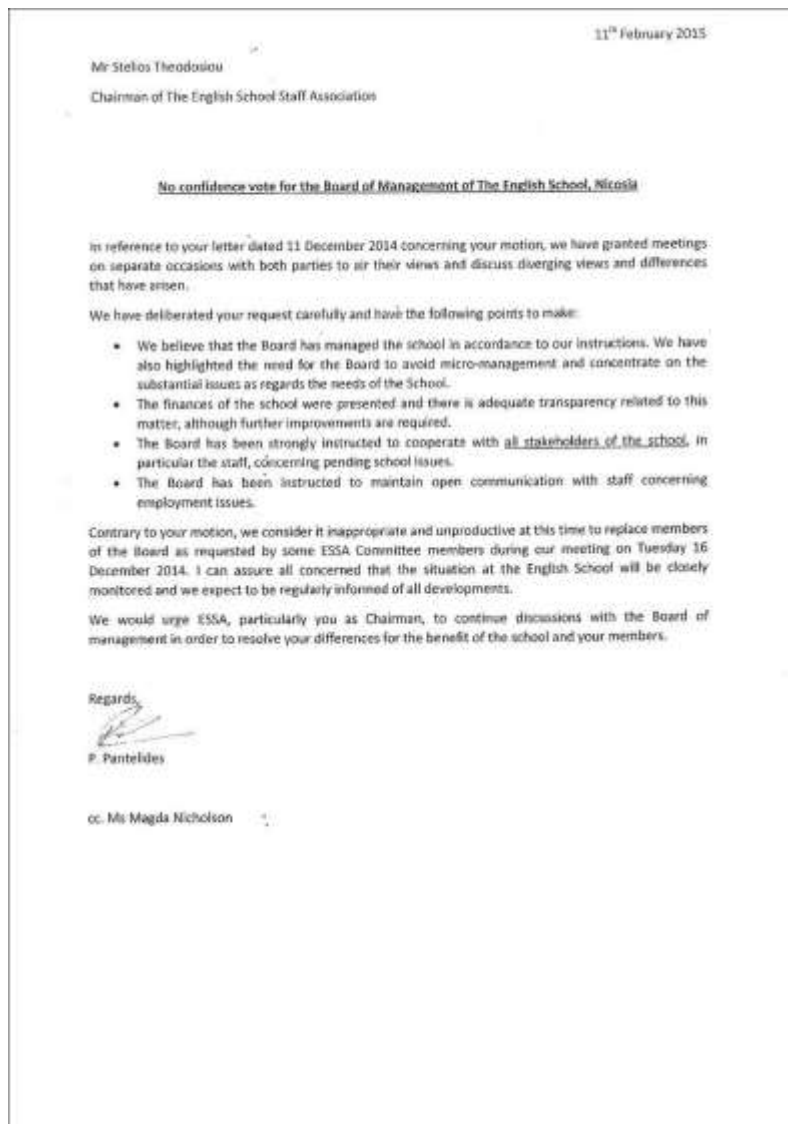 11th February 2015
Mr Stelios Theodosiou
Chairman of The English School Staff Association
No confidence vote for the Board of Management of The English School, Nicosia
In reference to your letter dated 11 December 2014 concerning your motion, we have granted meetings
on separate occasions with both parties to air their views and discuss diverging views and differences
that have arisen.
We have deliberated your request carefully and have the following points to make:
• We believe that the Board has managed the school in accordance to our instructions. We have
also highlighted the need for the Board to avoid micro-management and concentrate on the
substantial issues as regards the needs of the School.
• The finances of the school were presented and there is adequate transparency related to this
matter, although further improvements are required.
• The Board has been strongly instructed to cooperate with all stakeholders of the school, in
particular the staff, concerning pending school issues.
• The Board has been instructed to maintain open communication with staff concerning
employment issues.
Contrary to your motion, we consider it inappropriate and unproductive at this time to replace members
of the Board as requested by some ESSA Committee members during our meeting on Tuesday 16
December 2014. I can assure all concerned that the situation at the English School will be closely
monitored and we expect to be regularly informed of all developments.
We would urge ESSA, particularly you as Chairman, to continue discussions with the Board of
management in order to resolve your differences for the benefit of the school and your members.
Regards,
P. Pantelides
cc. Ms Magda Nicholson